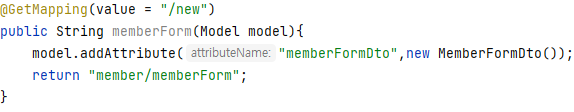 @GetMapping(value = "/new")
public String memberForm(Model model){
model.addAttribute( attributeName: "memberFormDto",new MemberFormDto());
return "member/memberForm";
}